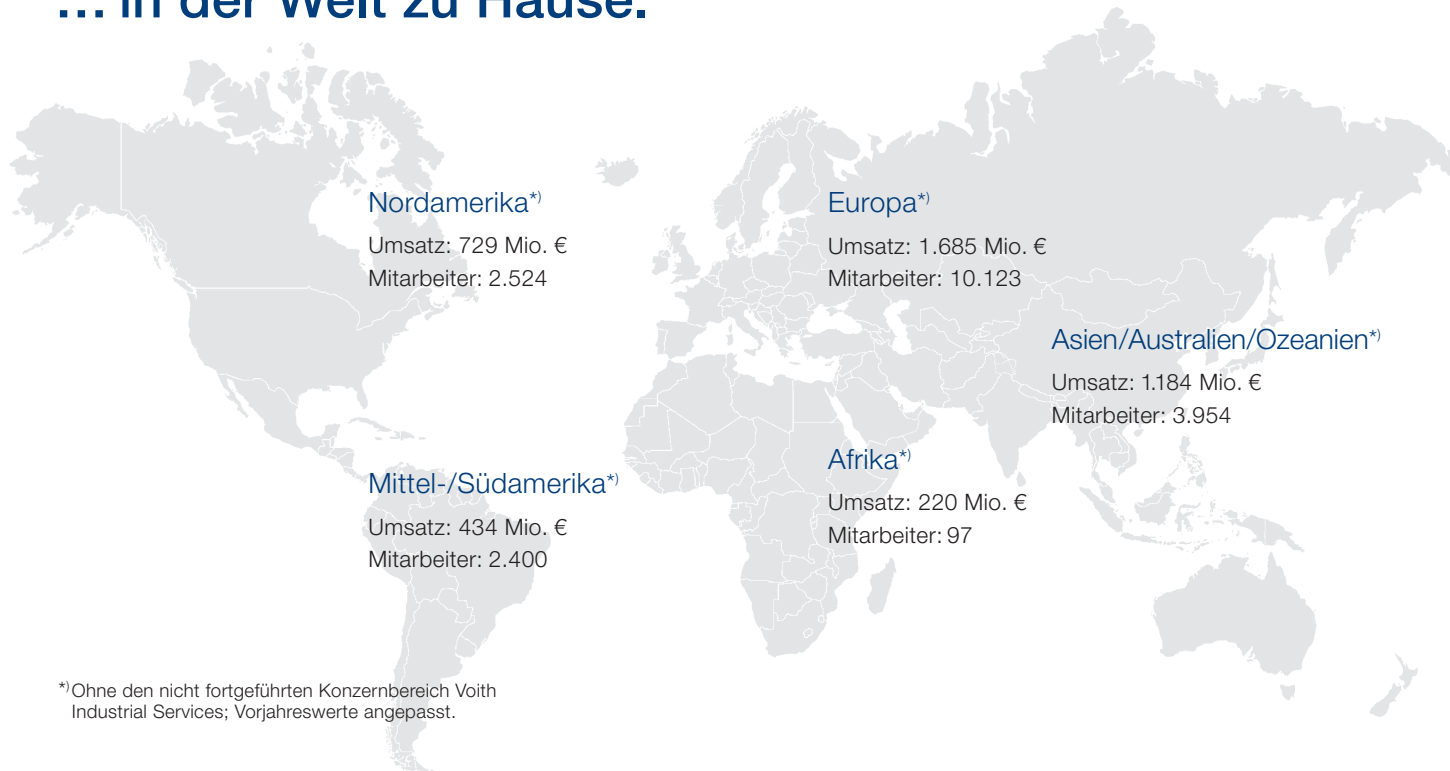 ... in der Welt zu Hause.
Nordamerika*)
Umsatz: 729 Mio. €
Mitarbeiter: 2.524
Europa*)
Umsatz: 1.685 Mio. €
Mitarbeiter: 10.123
Asien/Australien/Ozeanien*)
Umsatz: 1.184 Mio. €
Mitarbeiter: 3.954
Mittel-/Südamerika*)
Umsatz: 434 Mio. €
Mitarbeiter: 2.400
Afrika*)
Umsatz: 220 Mio. €
Mitarbeiter: 97
*) Ohne den nicht fortgeführten Konzernbereich Voith
Industrial Services; Vorjahreswerte angepasst.